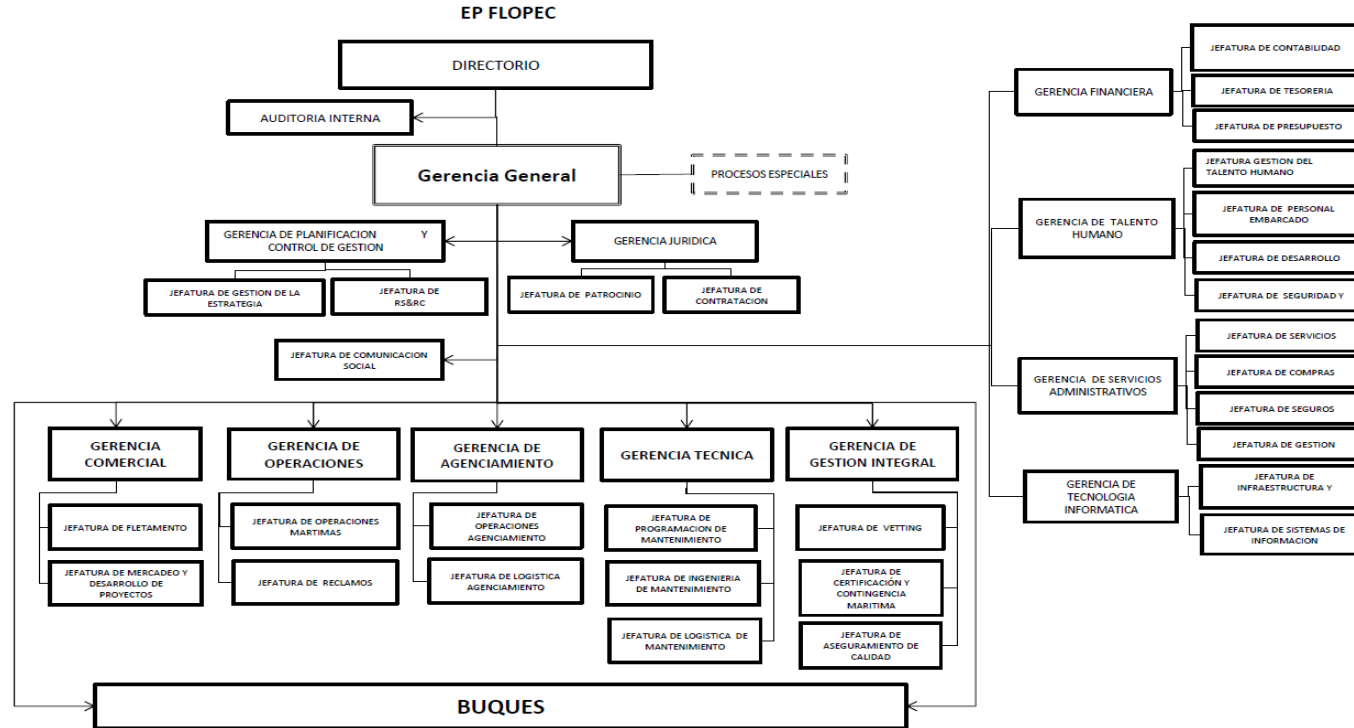 EP FLOPEC
DIRECTORIO
AUDITORIA INTERNA
Gerencia General
PROCESOS ESPECIALES
GERENCIA DE PLANIFICACION Y
CONTROL DE GESTION
GERENCIA JURIDICA
JEFATURA DE GESTION DE LA
ESTRATEGIA
JEFATURA DE
RS&RC
JEFATURA DE PATROCINIO
JEFATURA DE
CONTRATACION
JEFATURA DE COMUNICACION
SOCIAL
GERENCIA
COMERCIAL
JEFATURA DE FLETAMENTO
JEFATURA DE MERCADEO Y
DESARROLLO DE
PROYECTOS
GERENCIA DE
OPERACIONES
JEFATURA DE OPERACIONES
MARTIMAS
JEFATURA DE RECLAMOS
GERENCIA DE
AGENCIAMIENTO
JEFATURA DE
OPERACIONES
AGENCIAMIENTO
JEFATURA DE LOGISTICA
AGENCIAMIENTO
GERENCIA TECNICA
JEFATURA DE
PROGRAMACION DE
MANTENIMIENTO
JEFATURA DE INGENIERIA
DE MANTENIMIENTO
JEFATURA DE LOGISTICA DE
MANTENIMIENTO
GERENCIA DE
GESTION INTEGRAL
JEFATURA DE VETTING
JEFATURA DE
CERTIFICACIÓN Y
CONTINGENCIA
MARITIMA
JEFATURA DE
ASEGURAMIENTO DE
CALIDAD
BUQUES
GERENCIA FINANCIERA
JEFATURA DE CONTABILIDAD
JEFATURA DE TESORERIA
JEFATURA DE PRESUPUESTO
GERENCIA DE TALENTO
HUMANO
JEFATURA GESTION DEL
TALENTO HUMANO
JEFATURA DE PERSONAL
EMBARCADO
JEFATURA DE DESARROLLO
JEFATURA DE SEGURIDAD Y
GERENCIA DE SERVICIOS
ADMINISTRATIVOS
JEFATURA DE SERVICIOS
JEFATURA DE COMPRAS
JEFATURA DE SEGUROS
JEFATURA DE GESTION
GERENCIA DE
TECNOLOGIA
INFORMATICA
JEFATURA DE
INFRAESTRUCTURA Y
JEFATURA DE SISTEMAS DE
INFORMACION